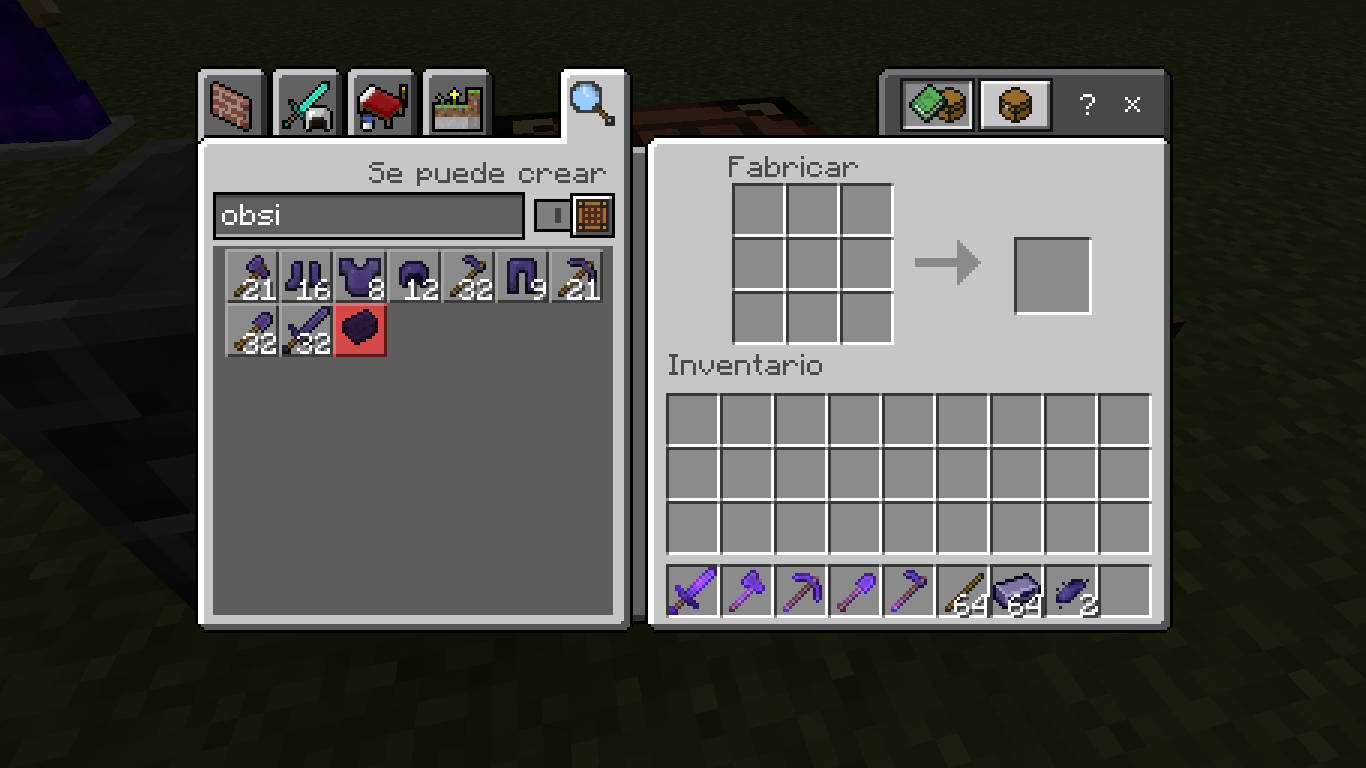 ? ×
Se puede crear
Fabricar
obsi
21 16 8 12 32 9 21
32 32
Inventario
64 64 2